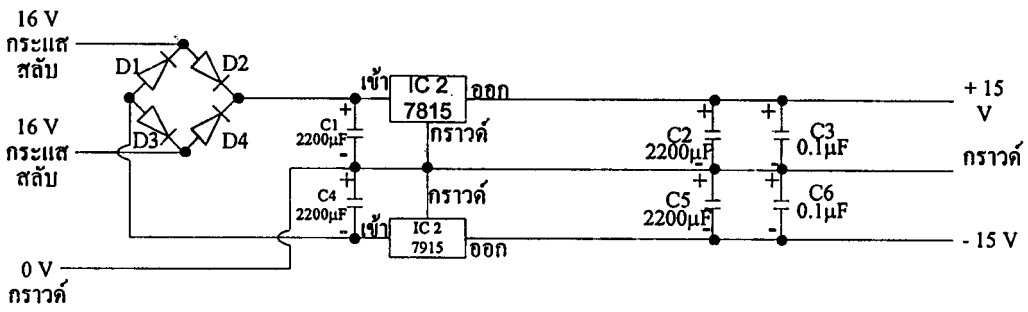 16 V
กระแส
สลับ
D1
D2
D3
D4
16 V
กระแส
สลับ
0 V
กราวด์
เข้า
IC 2
7815
ออก
กราวด์
+
C1
2200μF
-
+
C4
2200μF
-
กราวด์
เข้า
IC 2
7915
ออก
+
C2
2200μF
-
+
C3
0.1μF
-
+
C5
2200μF
-
+
C6
0.1μF
-
+ 15
V
กราวด์
- 15 V